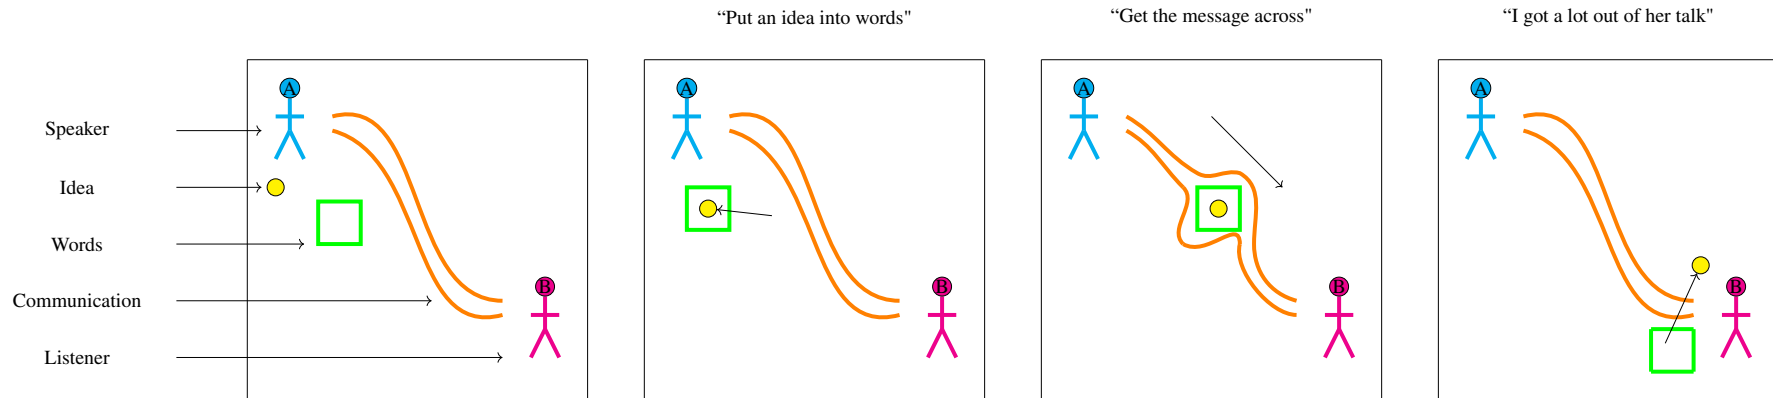 “Put an idea into words"
“Get the message across"
“I got a lot out of her talk"
A
A
A
A
Speaker
Idea
Words
Communication
Listener
B
B
B
B